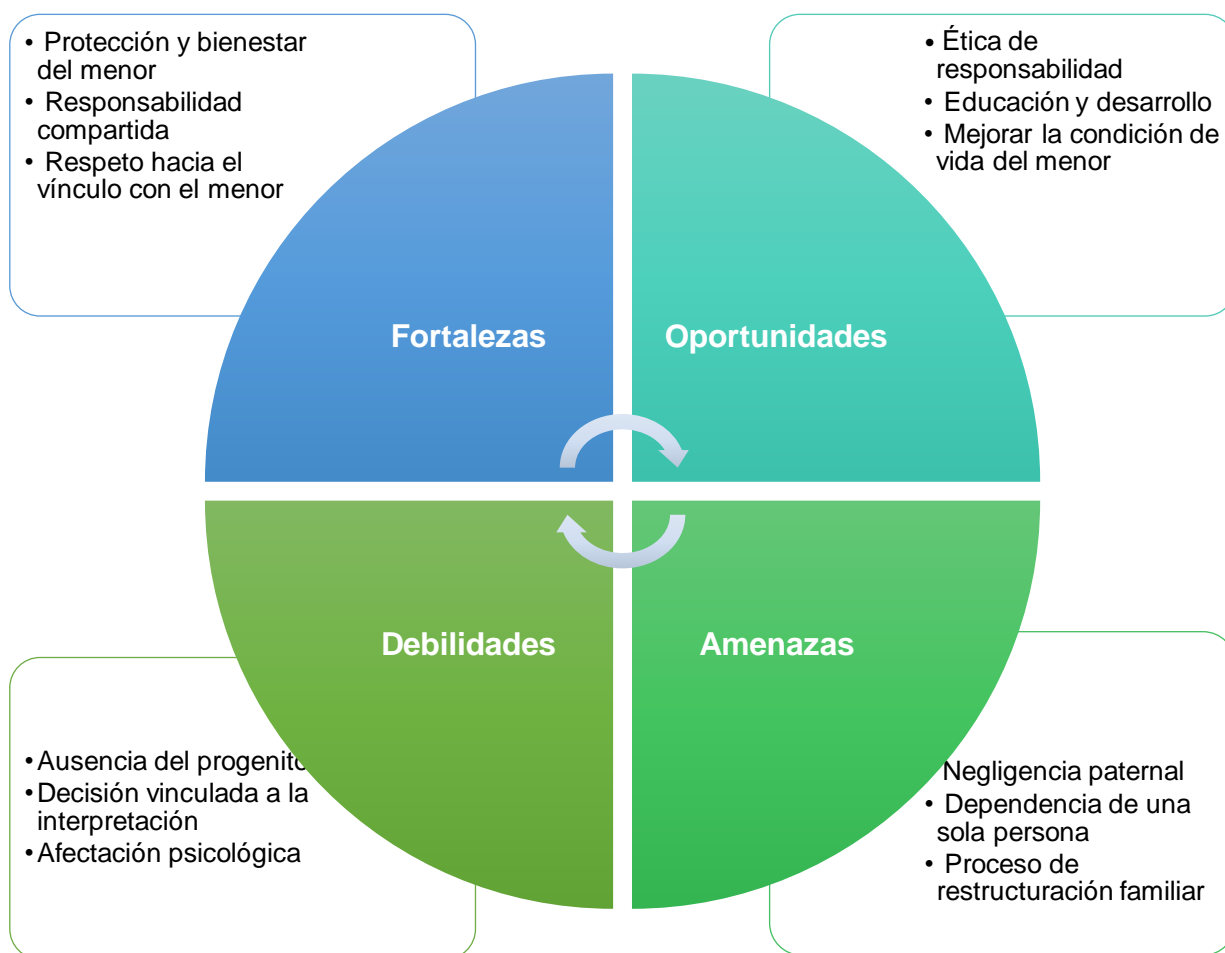 • Protección y bienestar
del menor
• Responsabilidad
compartida
• Respeto hacia el
vínculo con el menor
• Ética de
responsabilidad
• Educación y desarrollo
• Mejorar la condición de
vida del menor
Fortalezas
Oportunidades
Debilidades
Amenazas
• Ausencia del progenito
• Decisión vinculada a la
interpretación
• Afectación psicológica
Negligencia paternal
• Dependencia de una
sola persona
• Proceso de
restructuración familiar